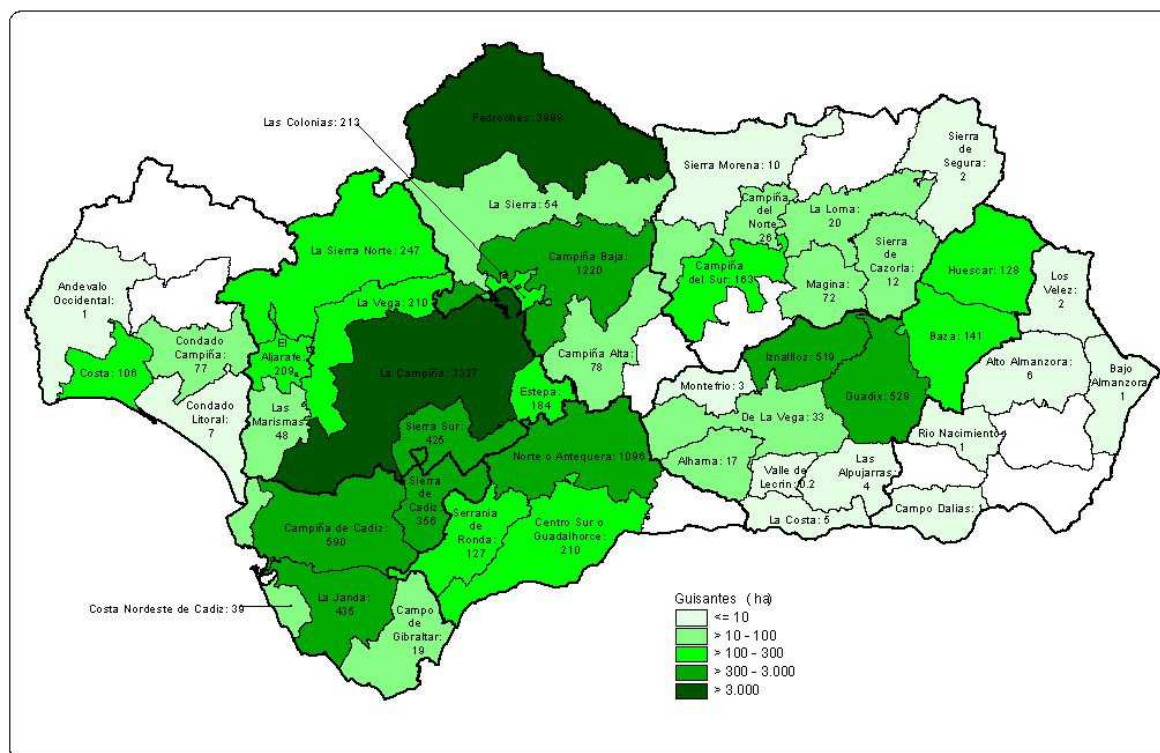 Las Colonias: 213
Pedroches:
Sierra Morena: 10
Sierra
de
Segura:
2
La Sierra: 54
Campiña
del
Norte:
26
La Loma:
20
La Sierra Norte: 247
Campiña Baja:
1220
Sierra
de
Cazorla:
12
Huescar: 128
Andevalo
Occidental:
1
La Vega: 210
Campiña
del Sur: 163
Magina:
72
Los
Velez:
2
Condado
Campiña:
77
El
Aljarafe:
209
Costa: 106
La Campiña:
Campiña Alta:
78
Iznalloz: 519
Baza: 141
Alto Almanzora:
6
Bajo
Almanzora:
1
Estepa:
184
Montefrio: 3
Guadix: 529
Condado
Litoral:
7
Las
Marismas:
48
De La Vega: 33
Sierra Sur:
425
Rio Nacimiento:
1
Norte o Antequera: 1096
Alhama: 17
Valle de
Lecrin: 0.2
Las
Alpujarras:
4
Sierra
de
Cadiz:
356
Campiña de Cadiz:
590
Serrania
de
Ronda:
127
Centro Sur o
Guadalhorce:
210
La Costa: 5
Campo Dalias:
Costa Nordeste de Cadiz: 39
La Janda:
435
Campo
de
Gibraltar:
19
Guisantes (ha)
<= 10
> 10 - 100
> 100 - 300
> 300 - 3.000
> 3.000